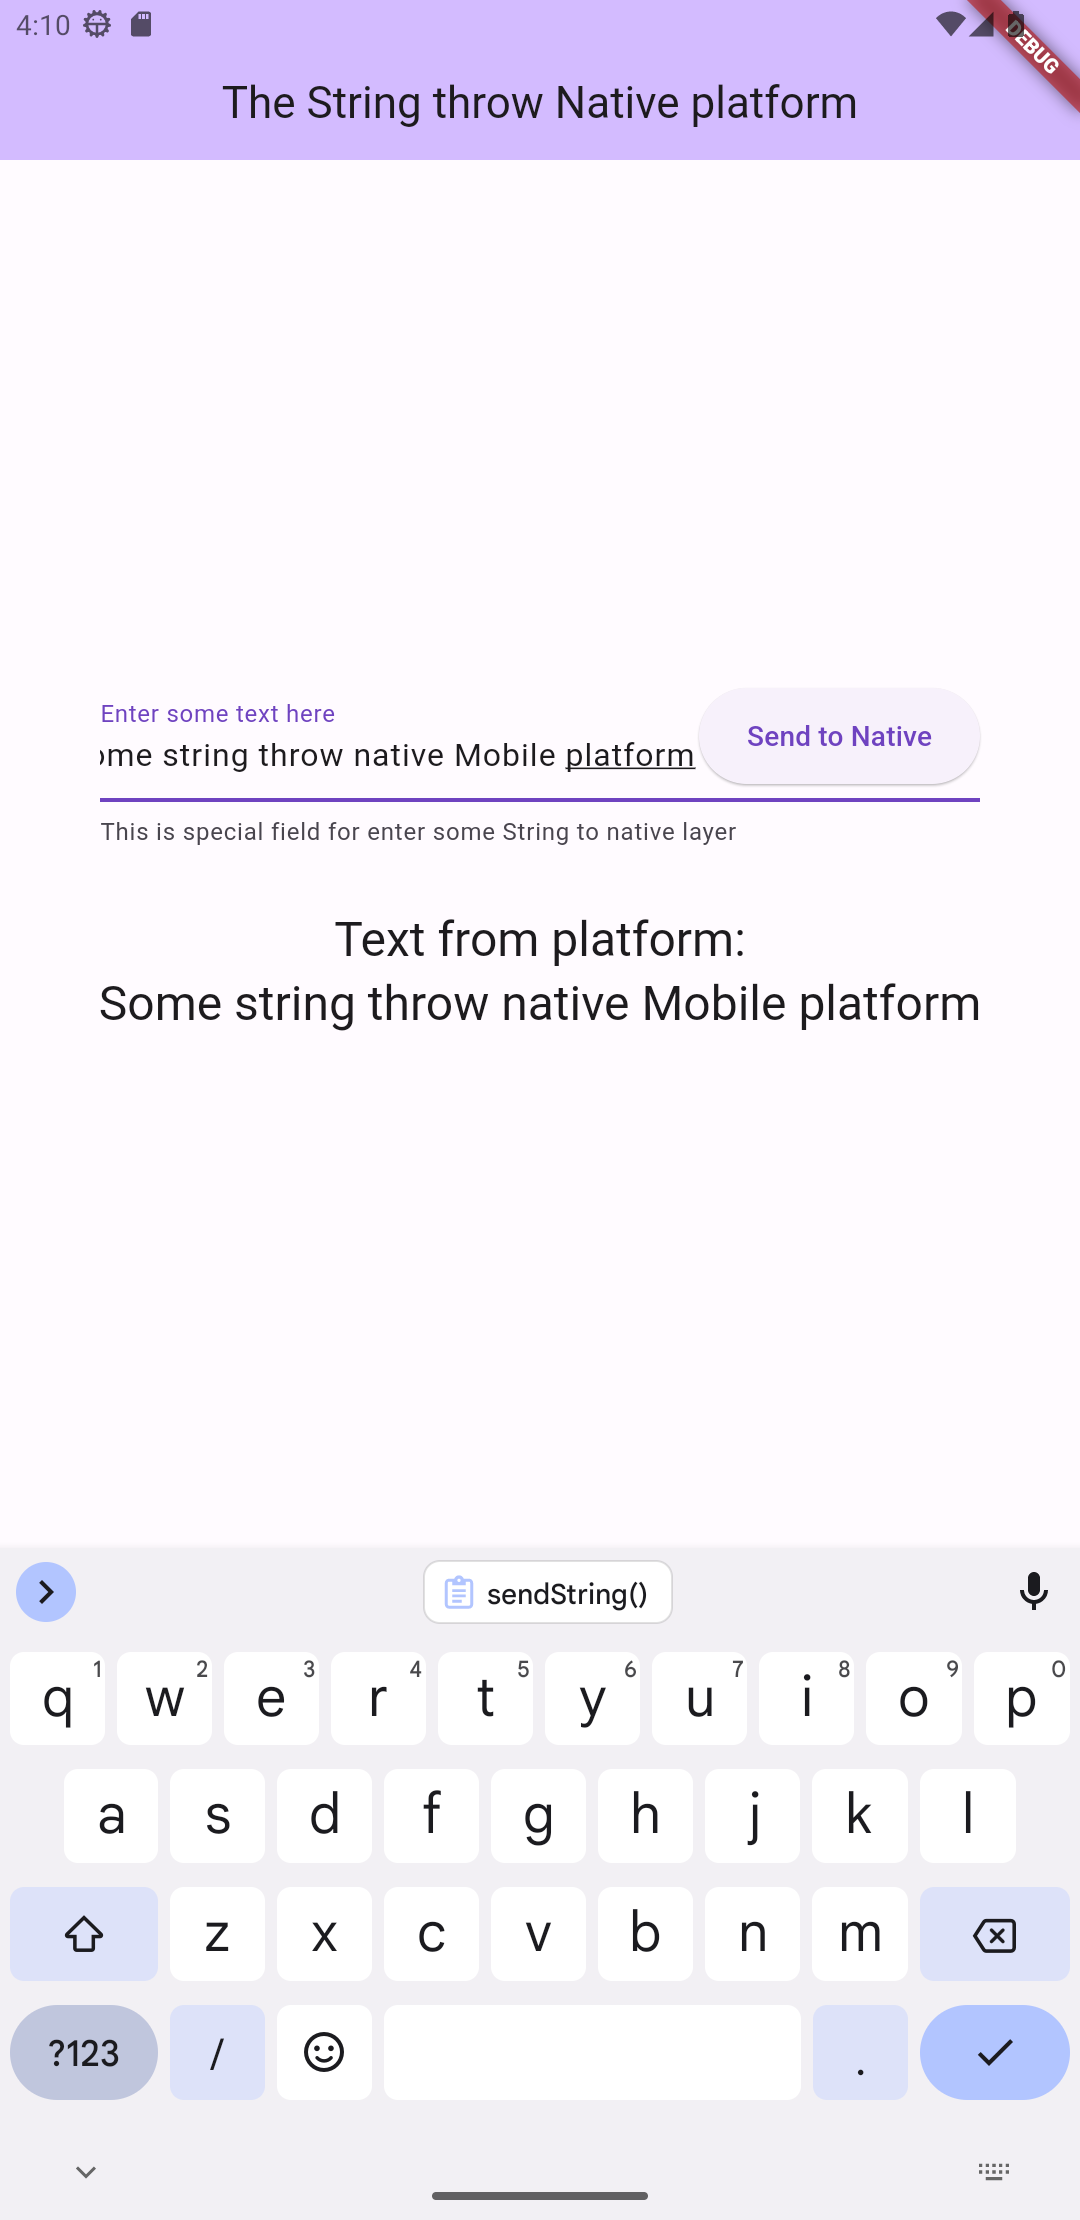 4:10
DEBUG
The String throw Native platform
Enter some text here
ome string throw native Mobile platform
Send to Native
This is special field for enter some String to native layer
Text from platform:
Some string throw native Mobile platform
sendString()
q 1 w 2 e 3 r 4 t 5 y 6 u 7 i 8 o 9 p 0
a s d f g h j k l
z x c v b n m
?123 / .